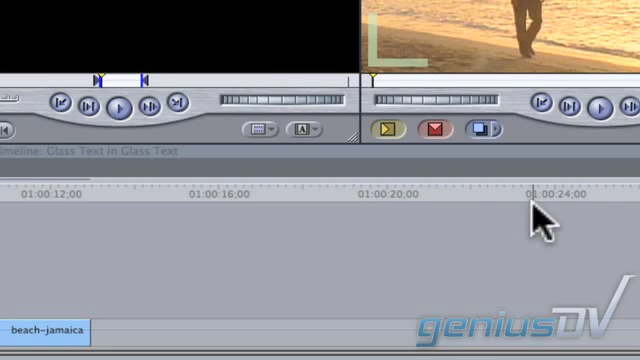 A
imeline: Glass Text in Glass Text
01:00:12;00
01:00:16;00
01:00:20;00
01:00:24;00
beach-jamaica
geniusDV